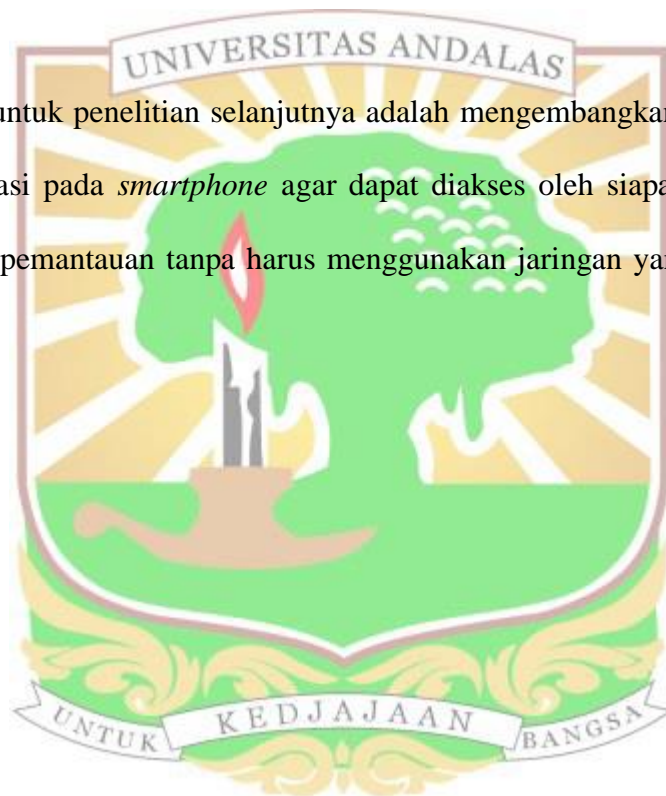 UNIVERSITAS ANDALAS
untuk penelitian selanjutnya adalah mengembangkan
asi pada smartphone agar dapat diakses oleh siapa
pemantauan tanpa harus menggunakan jaringan yan
UNTUK KEDJAJAAN BANGSA